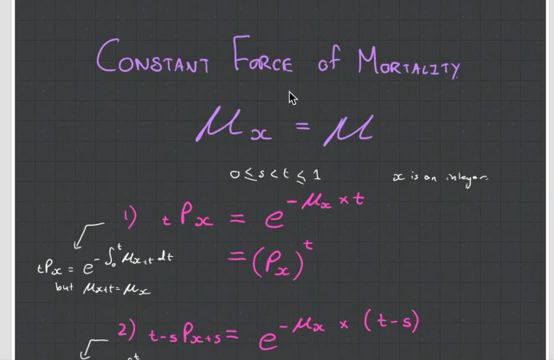 CONSTANT FORCE of MORTALITY
μₓ = μ
0 ≤ s < t ≤ 1 x is an integer
1) ₜPₓ = e^(-μₓ × t)
= (Pₓ)^t
ₜPₓ = e^(-∫₀ᵗ μₓ₊ₜ dt)
but μₓ₊ₜ = μₓ
2) ₜ₋ₛPₓ₊ₛ = e^(-μₓ × (t-s))